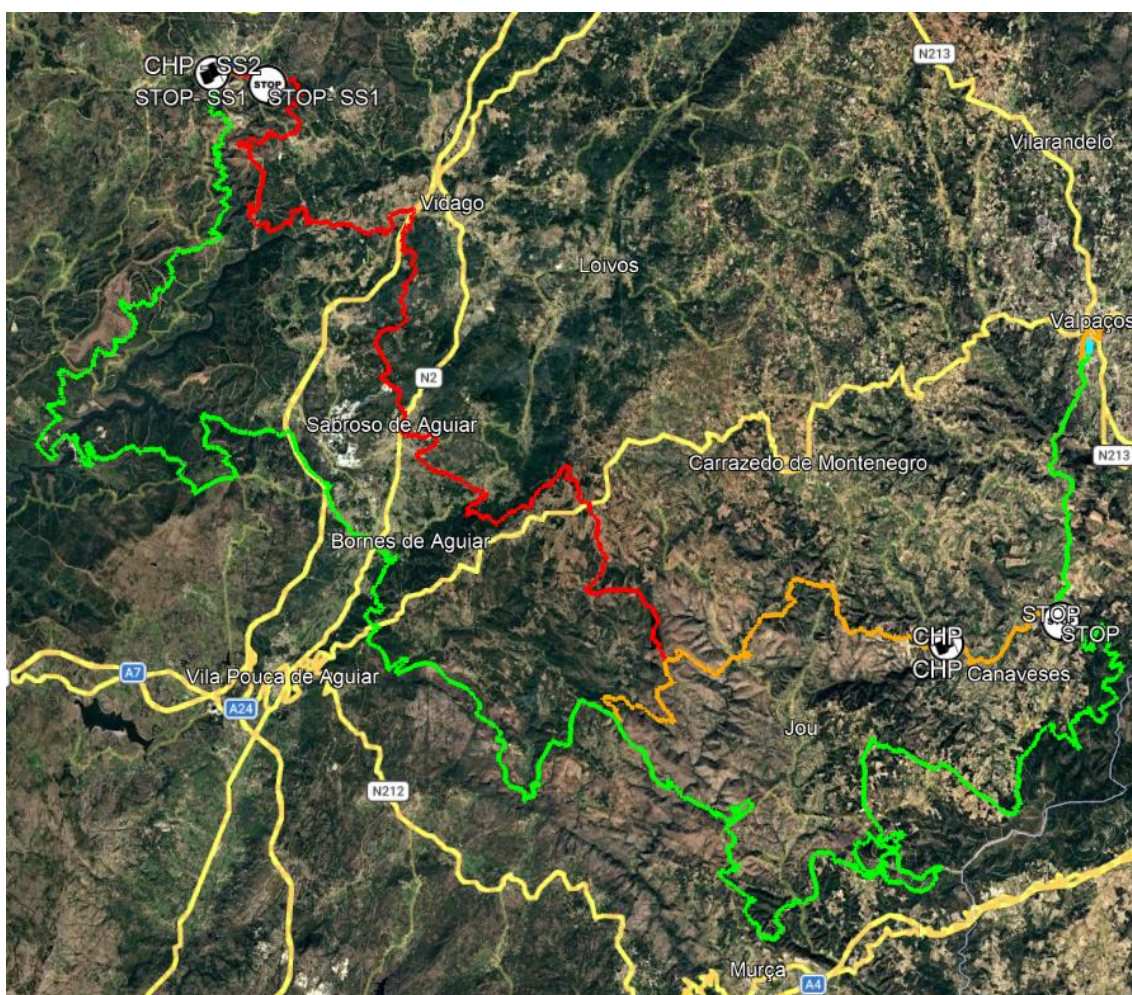 N213
CHP - SS2
STOP
STOP- SS1
STOP- SS1
Vilarandelo
Vidago
Loivos
Valpaços
N2
Sabroso de Aguiar
Carrazedo de Montenegro
N213
Bornes de Aguiar
STOP
STOP
CHP
CHP
Canaveses
A7
Vila Pouca de Aguiar
A24
Jou
N212
Murça
A4